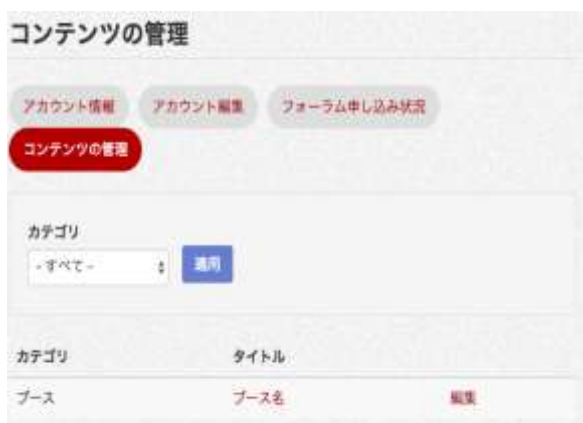 コンテンツの管理
アカウント情報 アカウント編集 フォーラム申し込み状況
コンテンツの管理
カテゴリ
- すべて - 適用
カテゴリ タイトル
ブース ブース名 編集